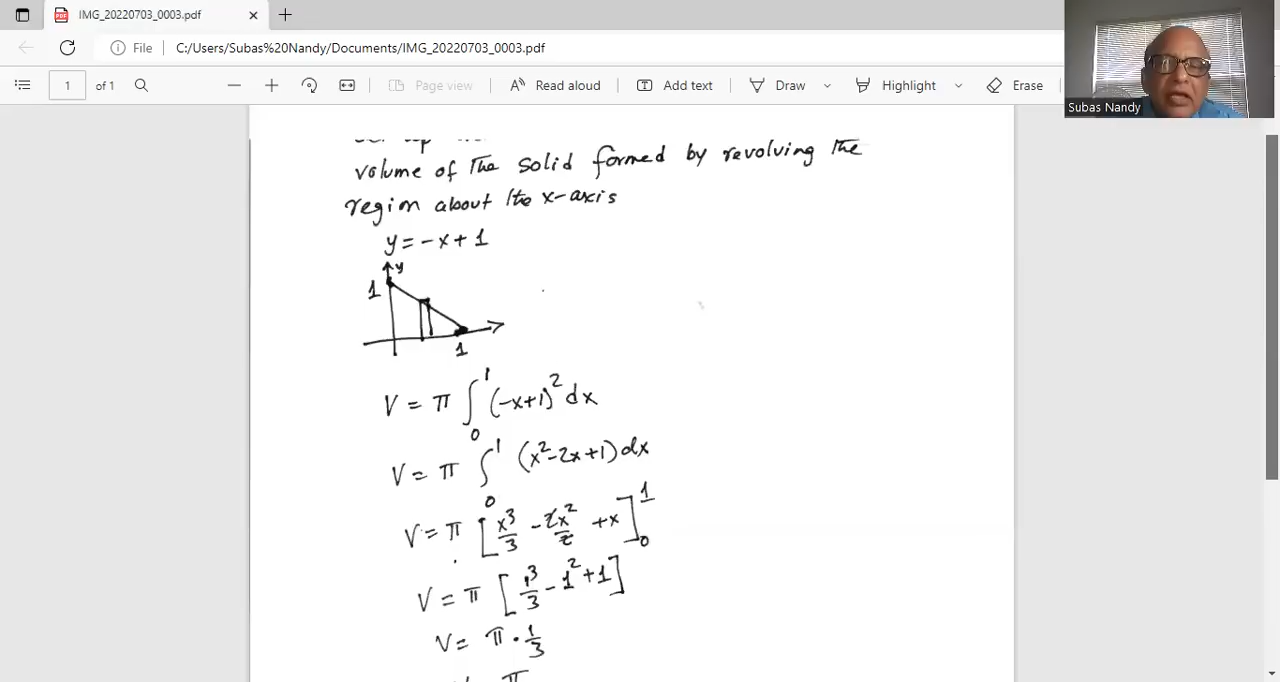 IMG_20220703_0003.pdf
File C:/Users/Subas%20Nandy/Documents/IMG_20220703_0003.pdf
1 of 1 Page view Read aloud Add text Draw Highlight Erase
Subas Nandy
volume of the solid formed by revolving the
region about the x-axis
y = -x + 1
y
1
1
V = π ∫₀¹ (-x+1)² dx
V = π ∫₀¹ (x²-2x+1) dx
V = π [x³/3 - 2x²/2 + x]₀¹
V = π [1³/3 - 1² + 1]
V = π · 1/3
π